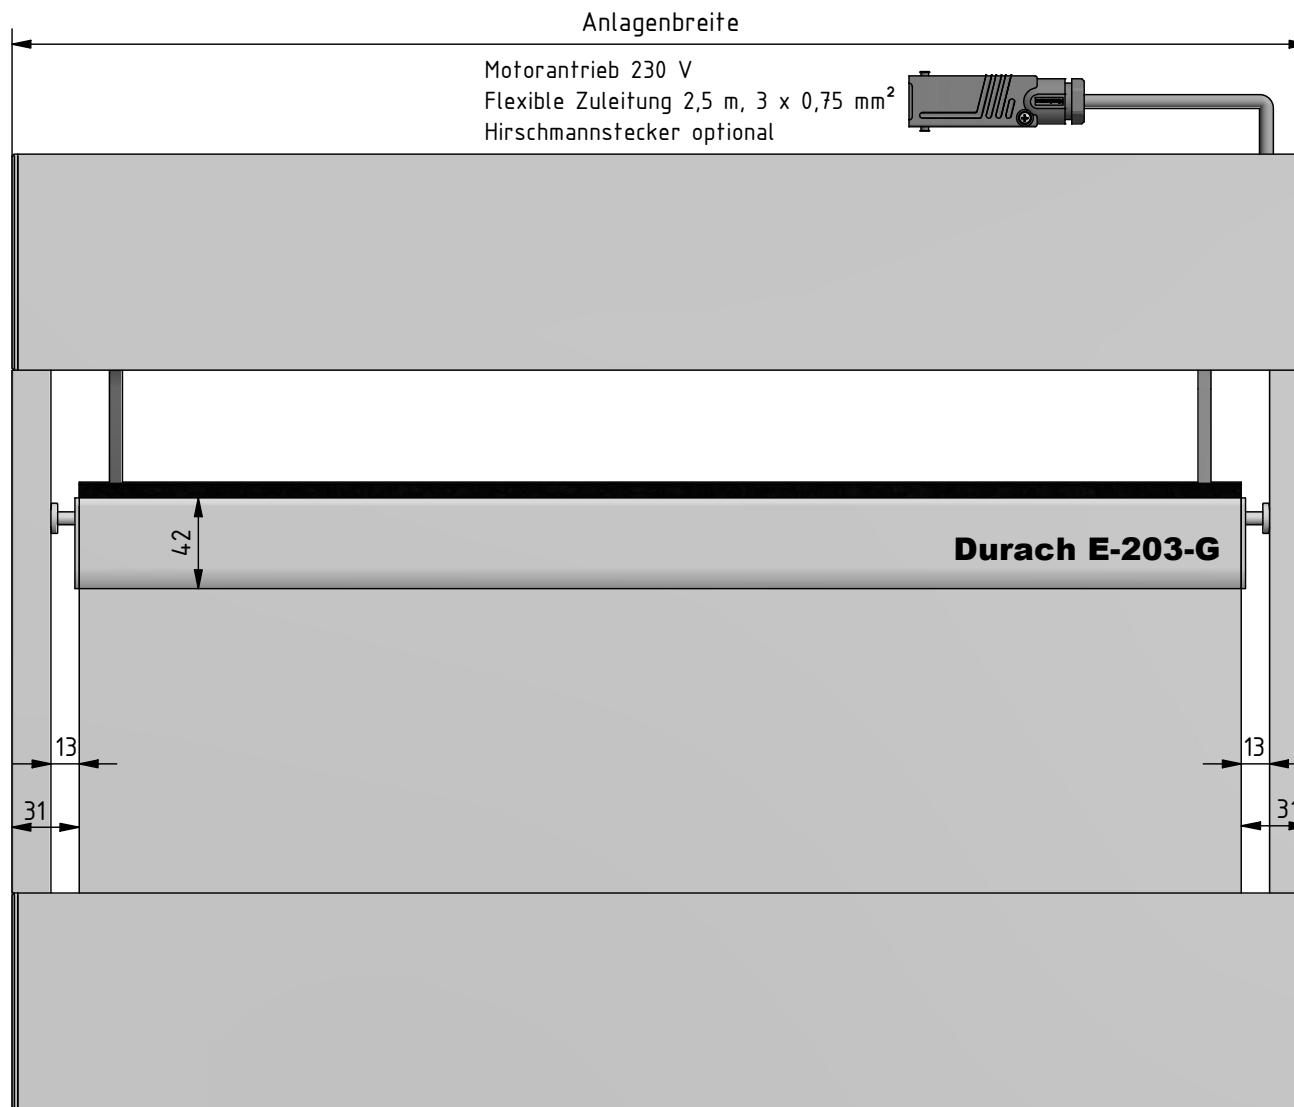 Anlagenbreite
Motorantrieb 230 V
Flexible Zuleitung 2,5 m, 3 x 0,75 mm²
Hirschmannstecker optional
42
Durach E-203-G
13
13
31
31